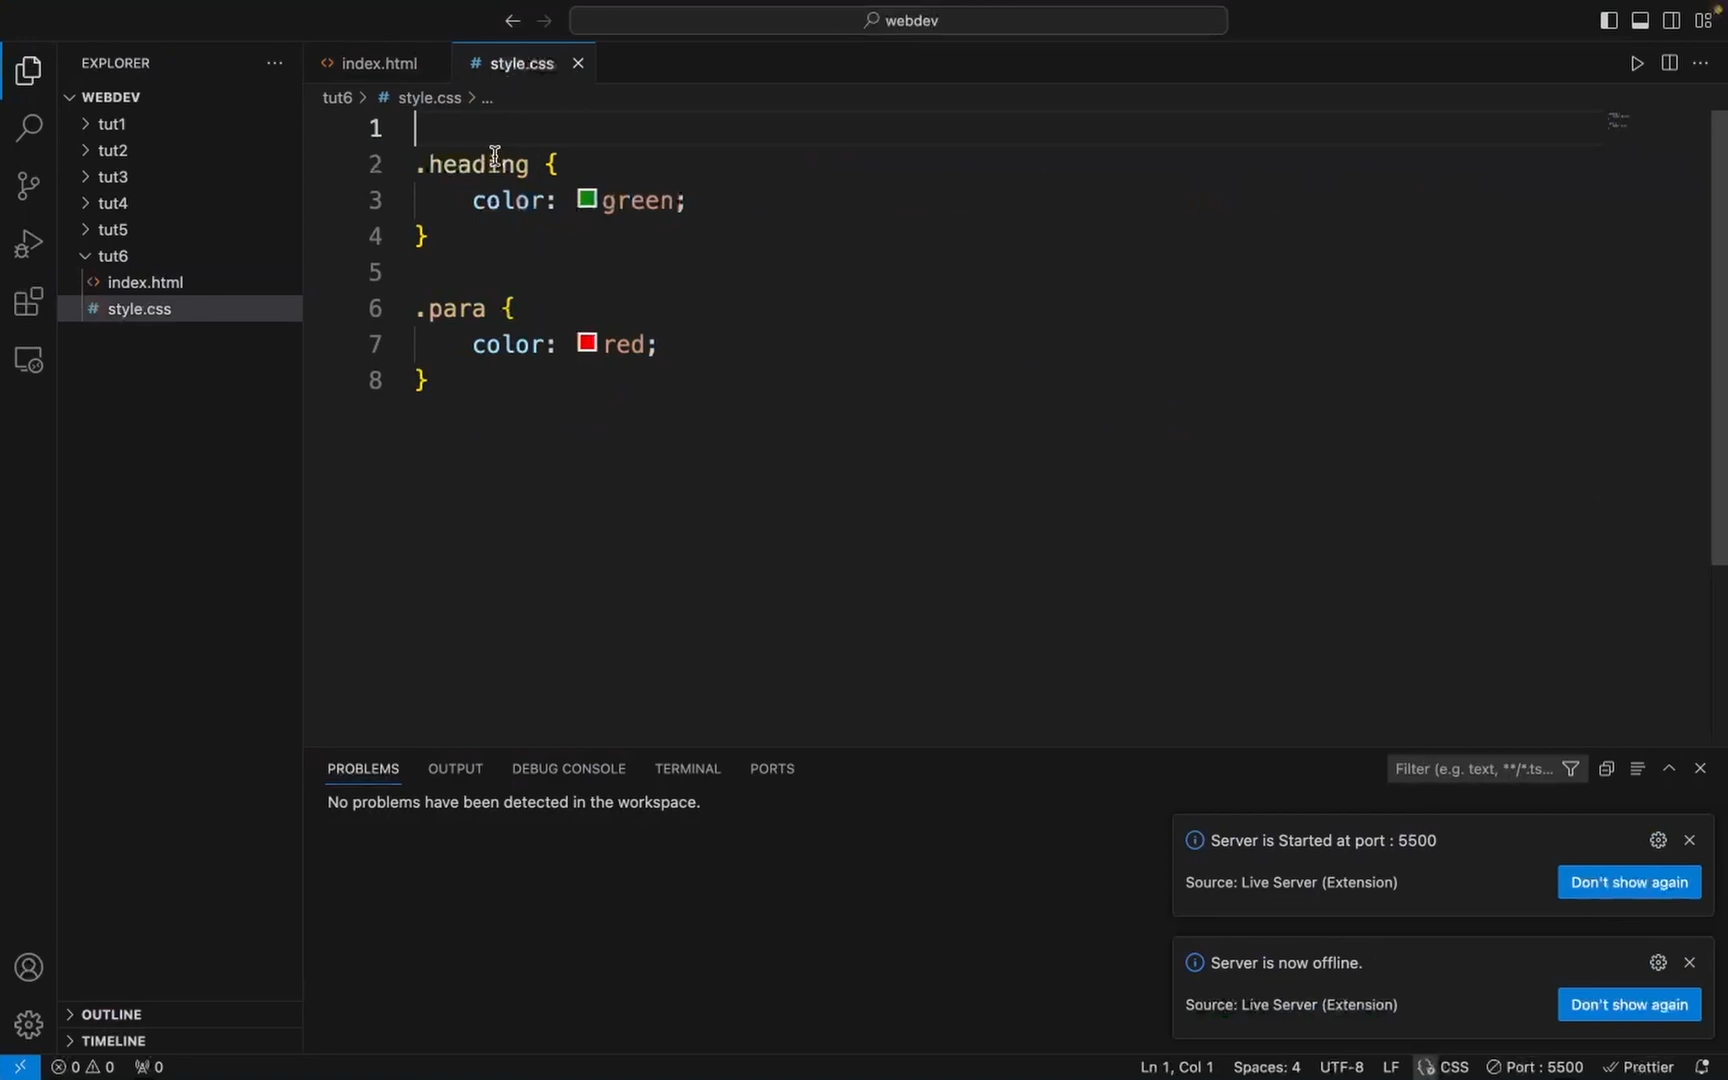 webdev
EXPLORER
index.html
# style.css
WEBDEV
tut6 > # style.css > ...
tut1
tut2
tut3
tut4
tut5
tut6
index.html
# style.css
1
2 .heading {
3 color: green;
4 }
5
6 .para {
7 color: red;
8 }
PROBLEMS OUTPUT DEBUG CONSOLE TERMINAL PORTS
Filter (e.g. text, **/*.ts...
No problems have been detected in the workspace.
Server is Started at port : 5500
Source: Live Server (Extension)
Don't show again
Server is now offline.
Source: Live Server (Extension)
Don't show again
OUTLINE
TIMELINE
0 0 0 Ln 1, Col 1 Spaces: 4 UTF-8 LF CSS Port : 5500 Prettier